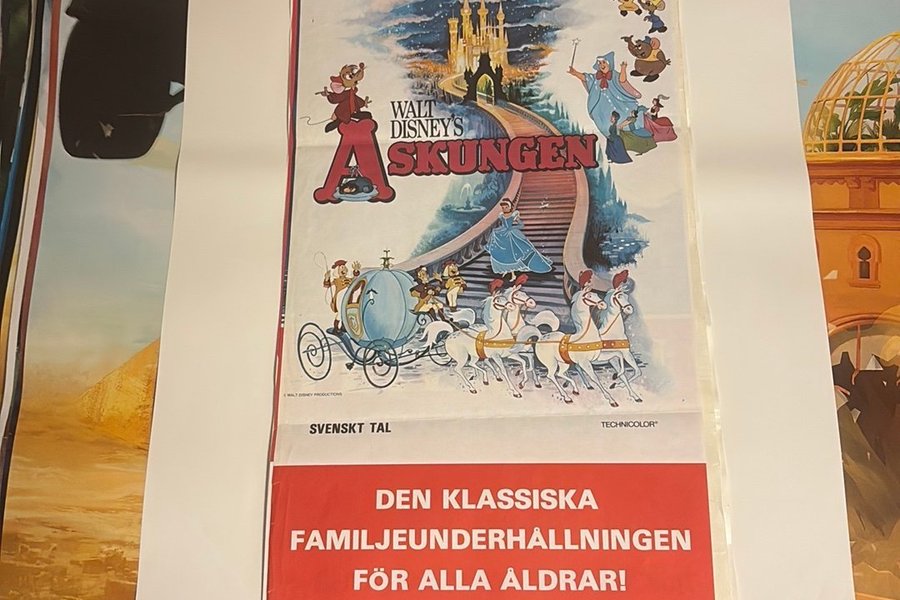 WALT
DISNEY'S
ASKUNGEN
© WALT DISNEY PRODUCTIONS
SVENSKT TAL
TECHNICOLOR®
DEN KLASSISKA
FAMILJEUNDERHÅLLNINGEN
FÖR ALLA ÅLDRAR!